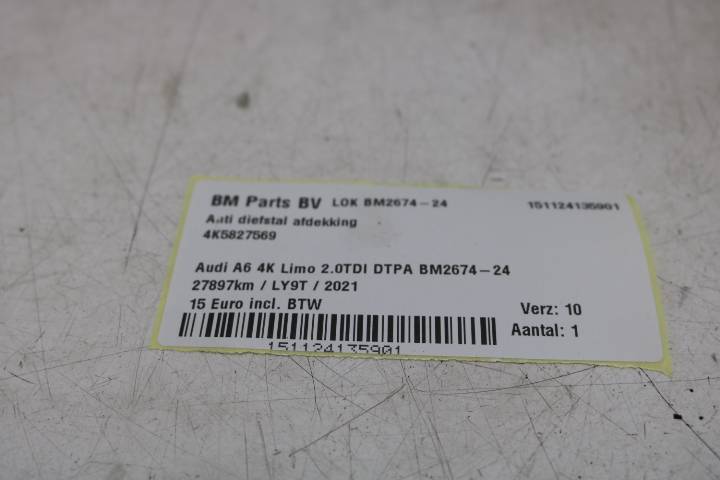 BM Parts BV LOK BM2674-24 151124135901
Anti diefstal afdekking
4K5827569
Audi A6 4K Limo 2.0TDI DTPA BM2674-24
27897km / LY9T / 2021
15 Euro incl. BTW
Verz: 10
Aantal: 1
151124135901